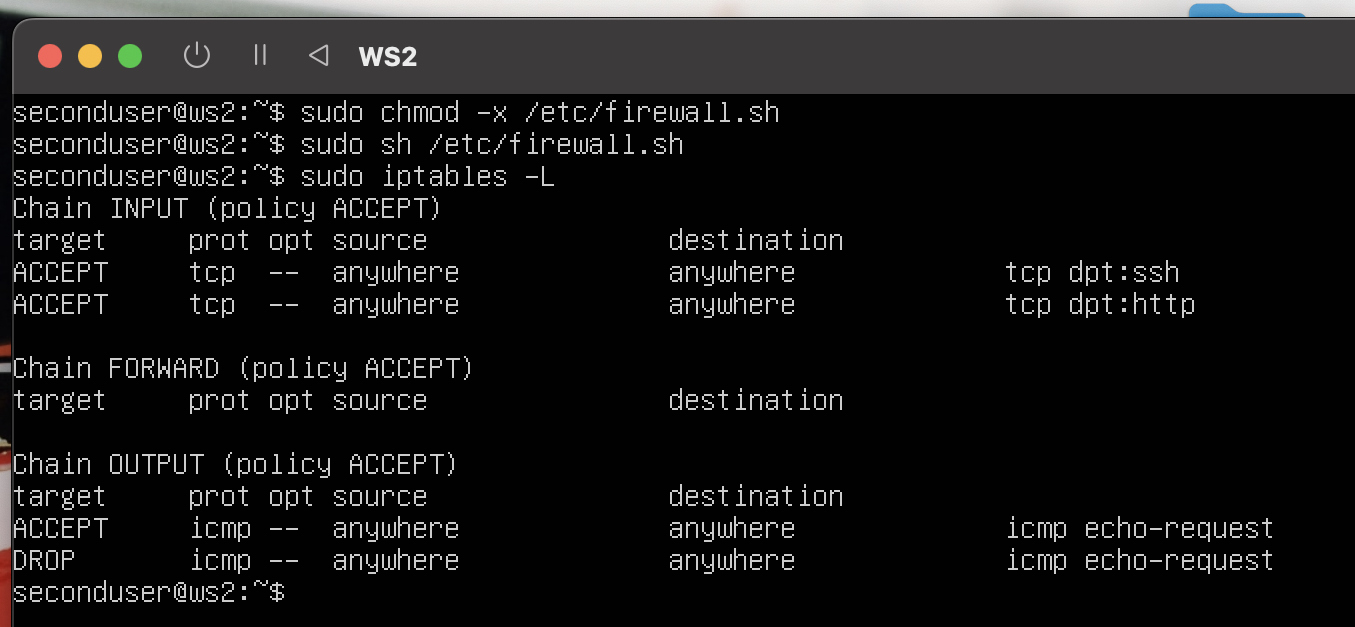 WS2
seconduser@ws2:~$ sudo chmod -x /etc/firewall.sh
seconduser@ws2:~$ sudo sh /etc/firewall.sh
seconduser@ws2:~$ sudo iptables -L
Chain INPUT (policy ACCEPT)
target     prot opt source               destination
ACCEPT     tcp  --  anywhere             anywhere             tcp dpt:ssh
ACCEPT     tcp  --  anywhere             anywhere             tcp dpt:http

Chain FORWARD (policy ACCEPT)
target     prot opt source               destination

Chain OUTPUT (policy ACCEPT)
target     prot opt source               destination
ACCEPT     icmp --  anywhere             anywhere             icmp echo-request
DROP       icmp --  anywhere             anywhere             icmp echo-request
seconduser@ws2:~$